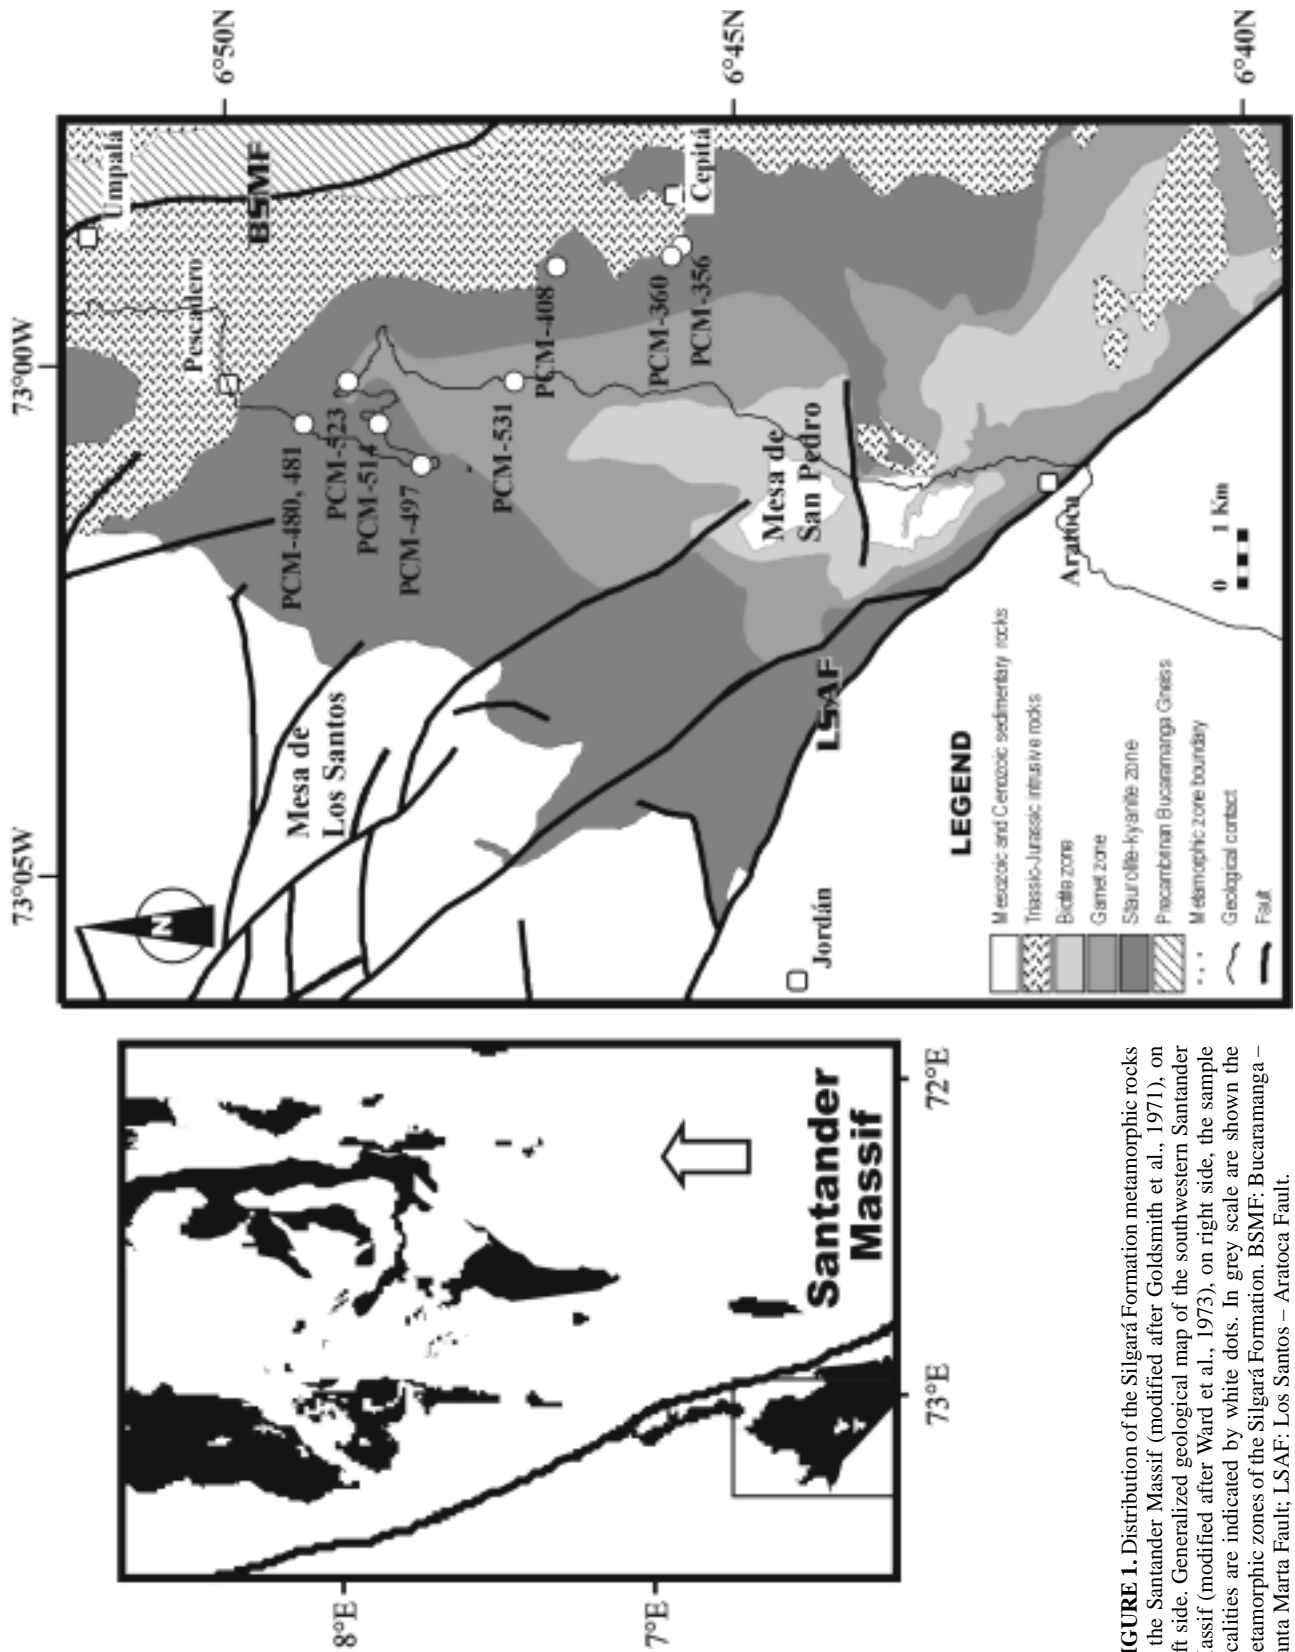 8°E
7°E
73°E
72°E
Santander
Massif
73°05W
73°00W
6°50N
6°45N
6°40N
N
Umpalá
BSMF
Pescadero
Cepitá
PCM-408
PCM-360
PCM-356
PCM-480, 481
PCM-523
PCM-514
PCM-497
PCM-531
Mesa de
Los Santos
Mesa de
San Pedro
LSAF
Aratoca
Jordán
0 1 Km
LEGEND
Mesozoic and Cenozoic sedimentary rocks
Triassic-Jurassic intrusive rocks
Biotite zone
Garnet zone
Staurolite-kyanite zone
Precambrian Bucaramanga Gneiss
Metamorphic zone boundary
Geological contact
Fault
IGURE 1. Distribution of the Silgará Formation metamorphic rocks
the Santander Massif (modified after Goldsmith et al., 1971), on
ft side. Generalized geological map of the southwestern Santander
assif (modified after Ward et al., 1973), on right side, the sample
calities are indicated by white dots. In grey scale are shown the
etamorphic zones of the Silgará Formation. BSMF: Bucaramanga –
anta Marta Fault; LSAF: Los Santos – Aratoca Fault.